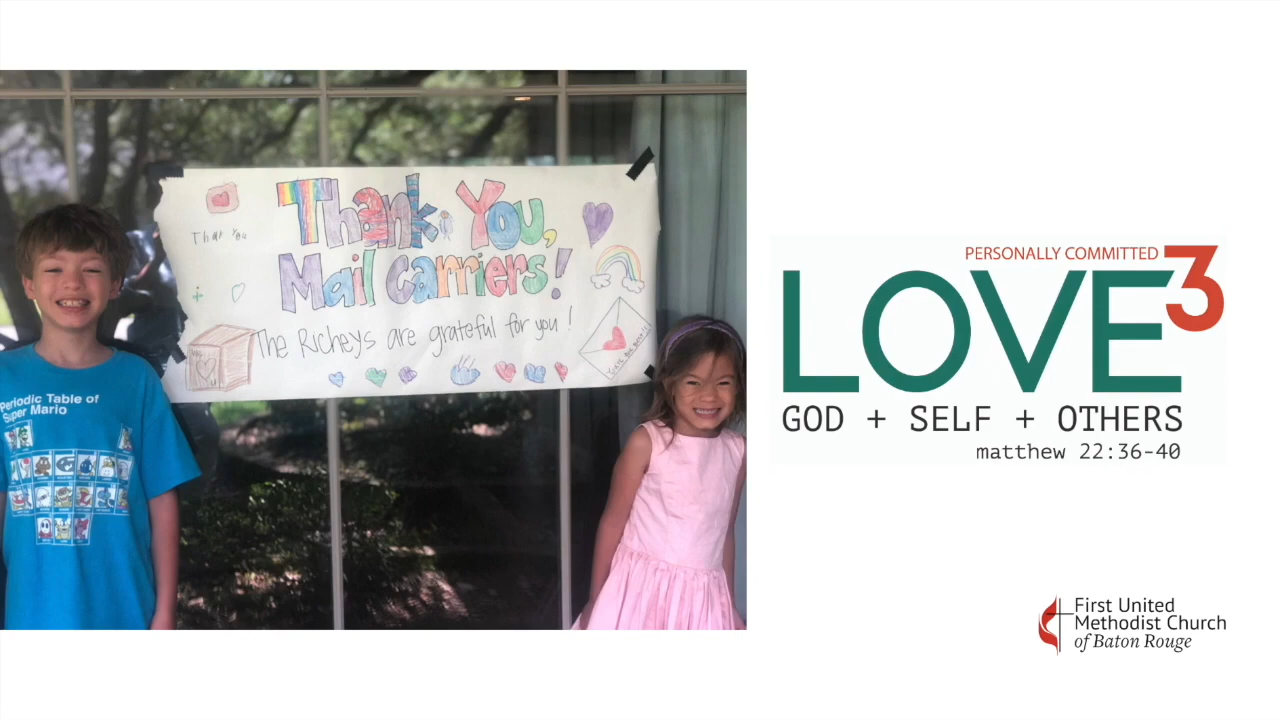 Thank You
Thank You,
Mail carriers!
The Richeys are grateful for you!
Periodic Table of
Super Mario
PERSONALLY COMMITTED
LOVE³
GOD + SELF + OTHERS
matthew 22:36-40
First United
Methodist Church
of Baton Rouge